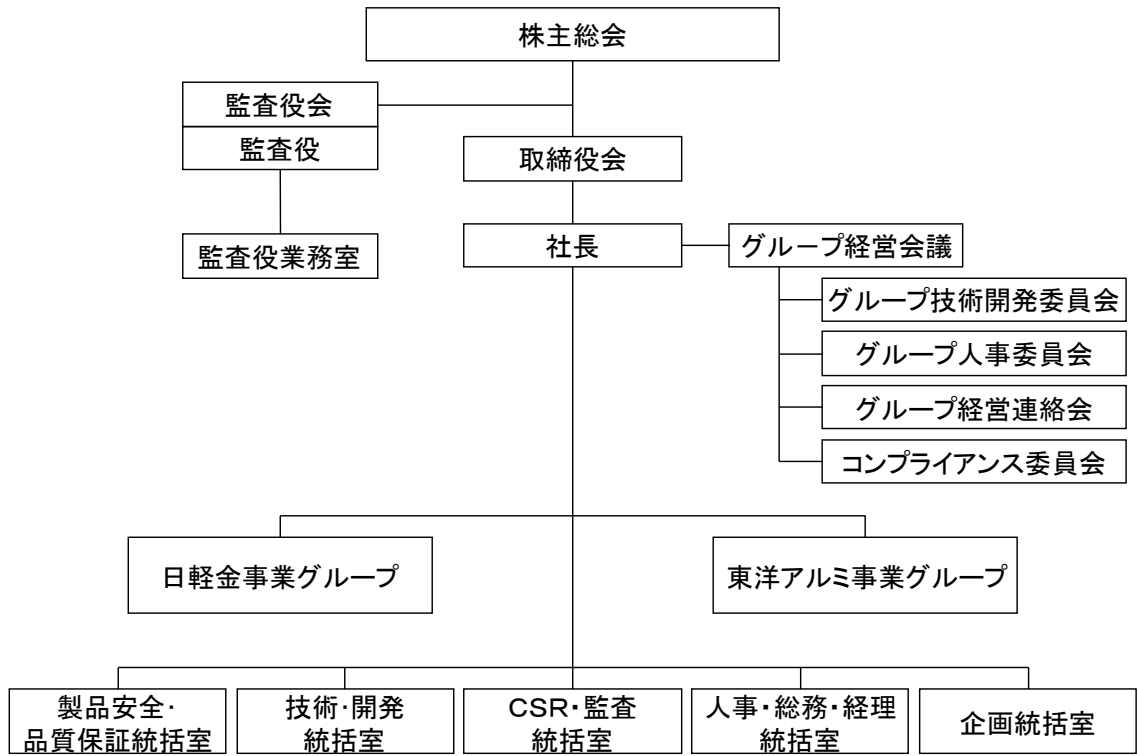 株主総会
監査役会
監査役
取締役会
監査役業務室
社長
グループ経営会議
グループ技術開発委員会
グループ人事委員会
グループ経営連絡会
コンプライアンス委員会
日軽金事業グループ
東洋アルミ事業グループ
製品安全・
品質保証統括室
技術・開発
統括室
CSR・監査
統括室
人事・総務・経理
統括室
企画統括室